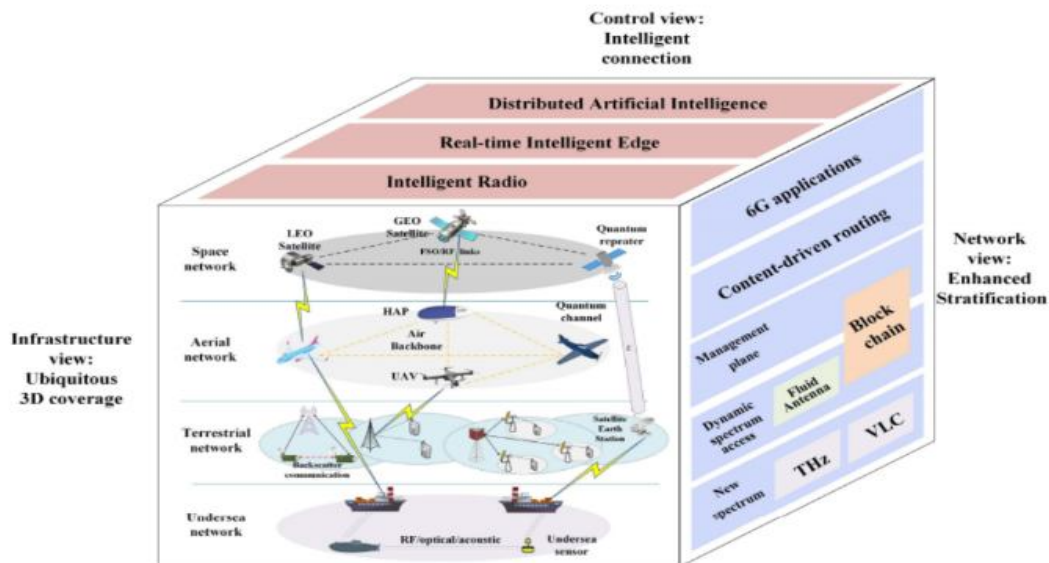 Control view:
Intelligent
connection
Distributed Artificial Intelligence
Real-time Intelligent Edge
Intelligent Radio
Infrastructure
view:
Ubiquitous
3D coverage
Space
network
LEO
Satellite
GEO
Satellite
FSO/RF links
Quantum
repeater
Aerial
network
HAP
Air
Backbone
UAV
Quantum
channel
Terrestrial
network
Backscatter
communication
Satellite
Earth
Station
Undersea
network
RF/optical/acoustic
Undersea
sensor
6G applications
Content-driven routing
Management
plane
Block
chain
Dynamic
spectrum
access
Fluid
Antenna
New
spectrum
THz
VLC
Network
view:
Enhanced
Stratification